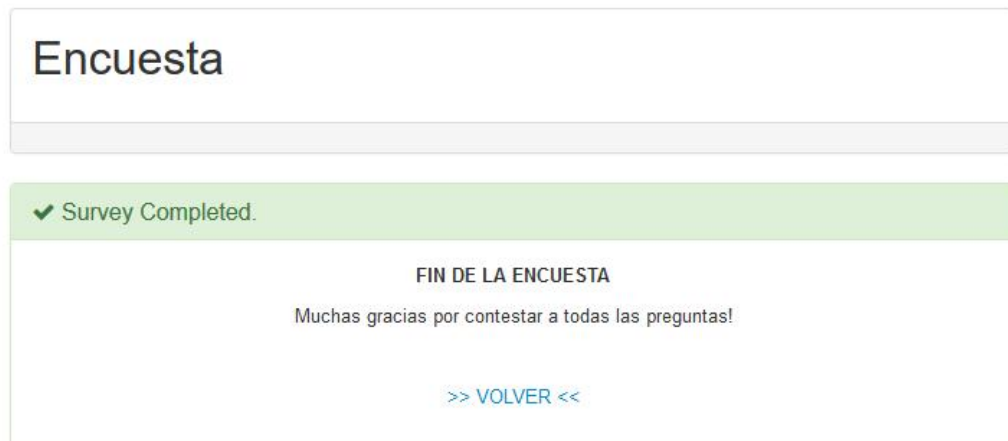 Encuesta
Survey Completed.
FIN DE LA ENCUESTA
Muchas gracias por contestar a todas las preguntas!
>> VOLVER <<